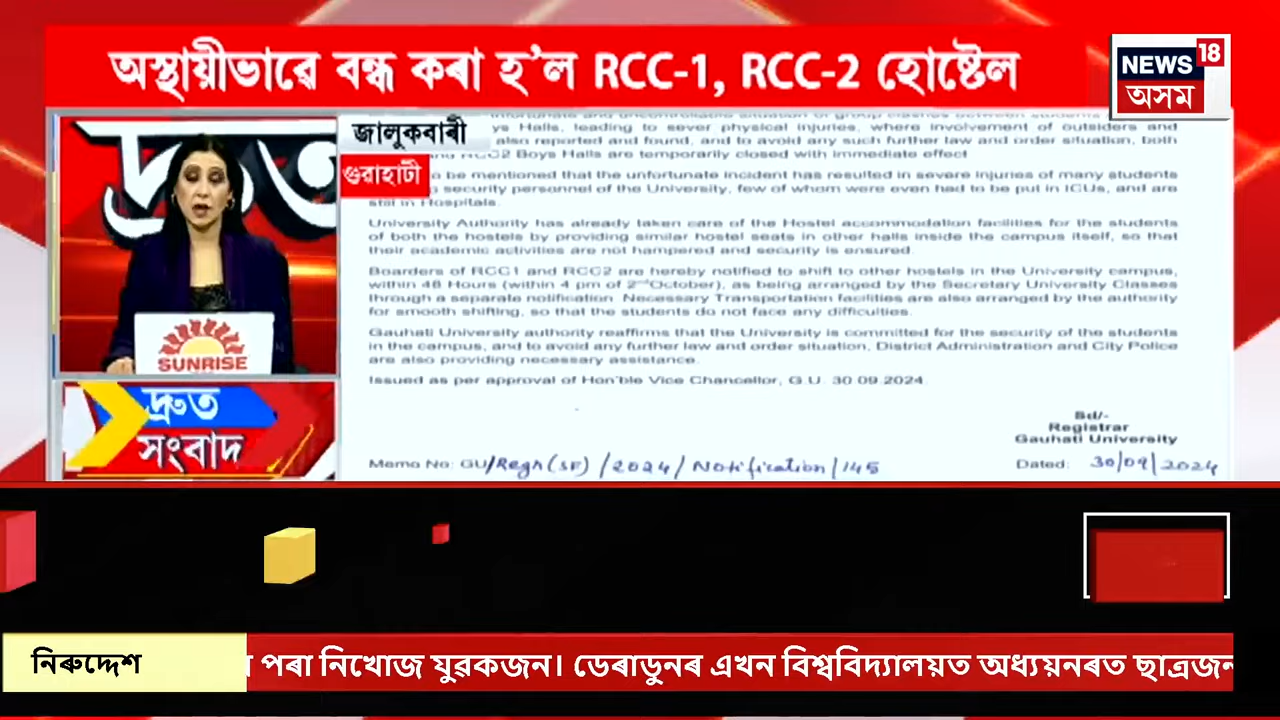 অস্থায়ীভাৱে বন্ধ কৰা হ'ল RCC-1, RCC-2 হোষ্টেল
NEWS 18
অসম
জালুকবাৰী
গুৱাহাটী
দ্ৰুত
SUNRISE
দ্ৰুত
সংবাদ
ys Halls, leading to sever physical injuries, where involvement of outsiders and
also reported and found, and to avoid any such further law and order situation, both
Boys Halls are temporarily closed with immediate effect
be mentioned that the unfortunate incident has resulted in severe injuries of many students
security personnel of the University, few of whom were even had to be put in ICUs, and are
still in Hospitals.
University Authority has already taken care of the Hostel accommodation facilities for the students
of both the hostels by providing similar hostel seats in other halls inside the campus itself, so that
their academic activities are not hampered and security is ensured.
Boarders of RCC1 and RCC2 are hereby notified to shift to other hostels in the University campus,
within 48 Hours (within 4 pm of 2nd October), as being arranged by the Secretary University Classes
through a separate notification. Necessary Transportation facilities are also arranged by the authority
for smooth shifting, so that the students do not face any difficulties.
Gauhati University authority reaffirms that the University is committed for the security of the students
in the campus, and to avoid any further law and order situation, District Administration and City Police
are also providing necessary assistance.
Issued as per approval of Hon'ble Vice Chancellor, G.U. 30.09.2024.
Sd/-
Registrar
Gauhati University
Memo No: GU/Regn(SF)/2024/Notification/145
Dated: 30/09/2024
নিৰুদ্দেশ
পৰা নিখোজ যুৱকজন। ডেৰাডুনৰ এখন বিশ্ববিদ্যালয়ত অধ্যয়নৰত ছাত্ৰজন